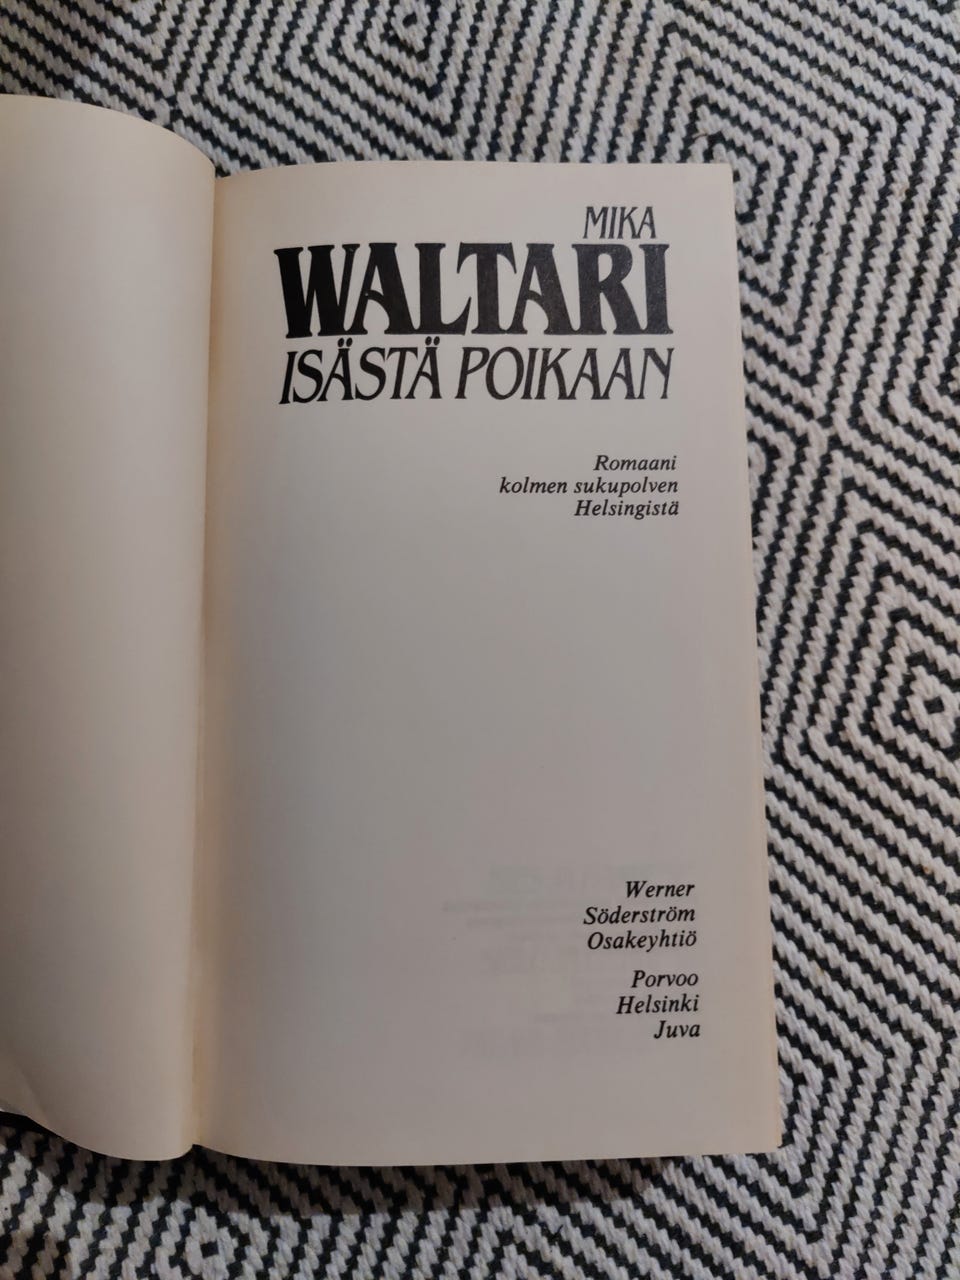 MIKA
WALTARI
ISÄSTÄ POIKAAN
Romaani
kolmen sukupolven
Helsingistä
Werner
Söderström
Osakeyhtiö
Porvoo
Helsinki
Juva